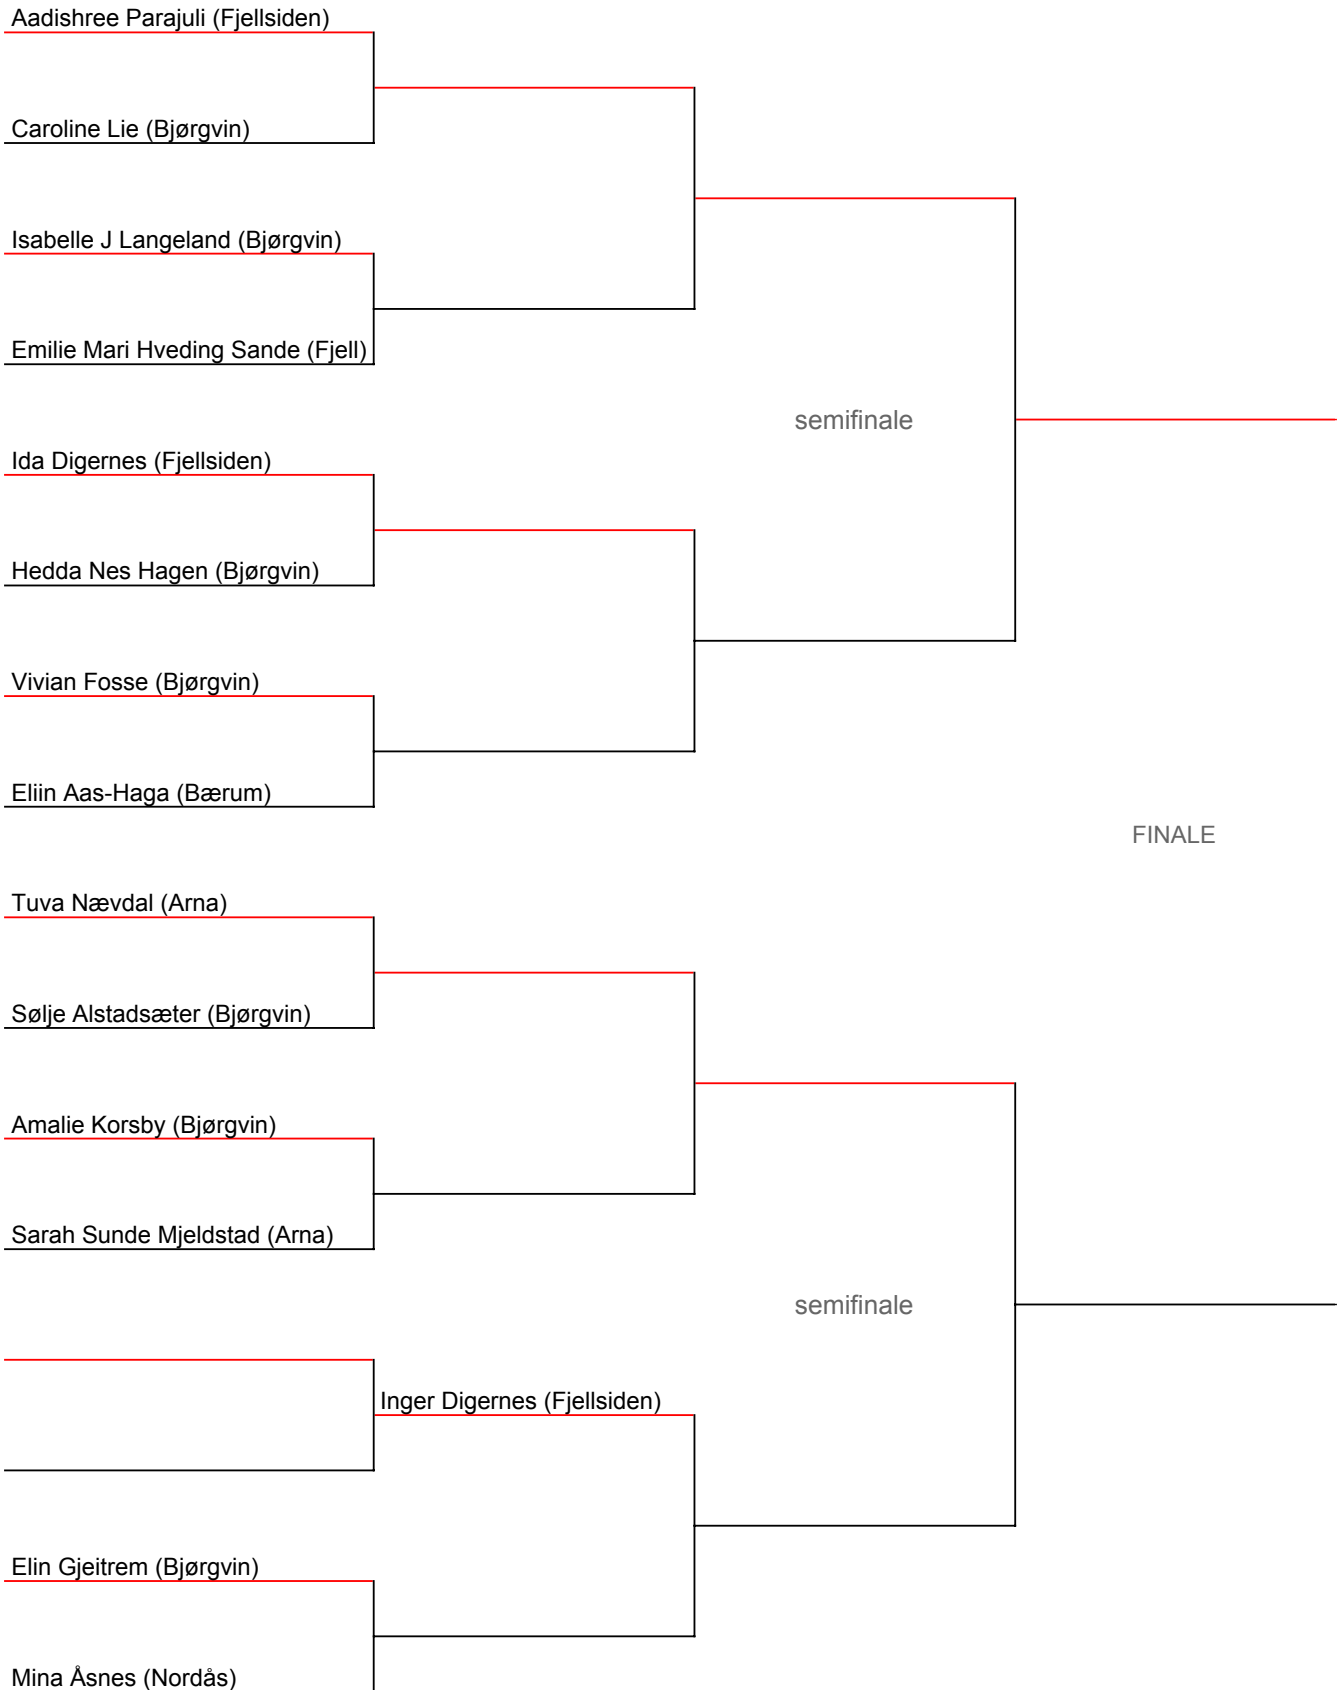 Aadishree Parajuli (Fjellsiden)
Caroline Lie (Bjørgvin)
Isabelle J Langeland (Bjørgvin)
Emilie Mari Hveding Sande (Fjell)
semifinale
Ida Digernes (Fjellsiden)
Hedda Nes Hagen (Bjørgvin)
Vivian Fosse (Bjørgvin)
Eliin Aas-Haga (Bærum)
FINALE
Tuva Nævdal (Arna)
Sølje Alstadsæter (Bjørgvin)
Amalie Korsby (Bjørgvin)
Sarah Sunde Mjeldstad (Arna)
semifinale
Inger Digernes (Fjellsiden)
Elin Gjeitrem (Bjørgvin)
Mina Åsnes (Nordås)